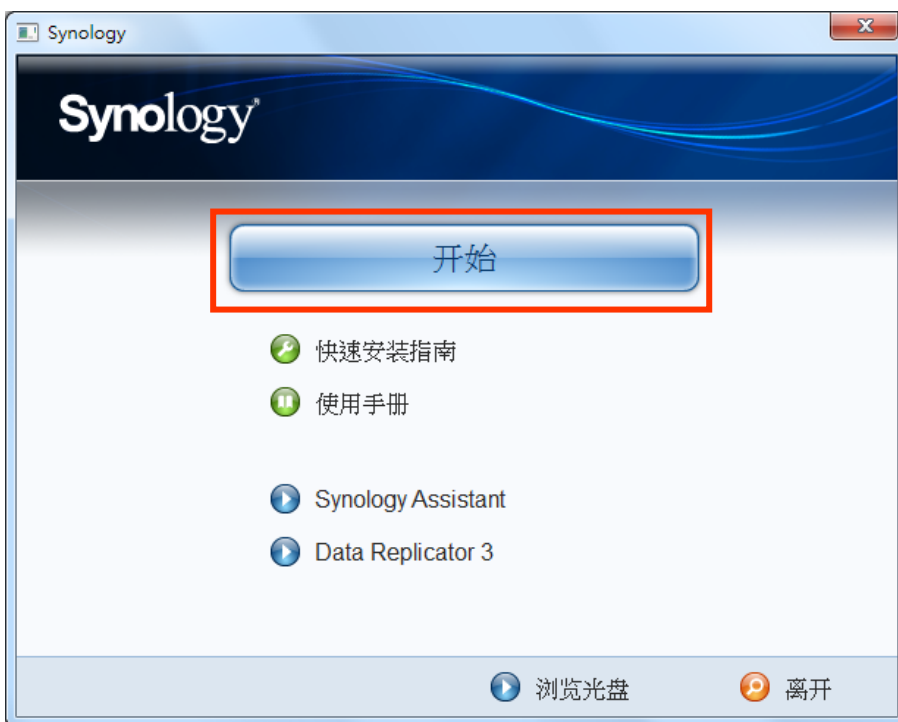 Synology
Synology
开始
快速安装指南
使用手册
Synology Assistant
Data Replicator 3
浏览光盘
离开